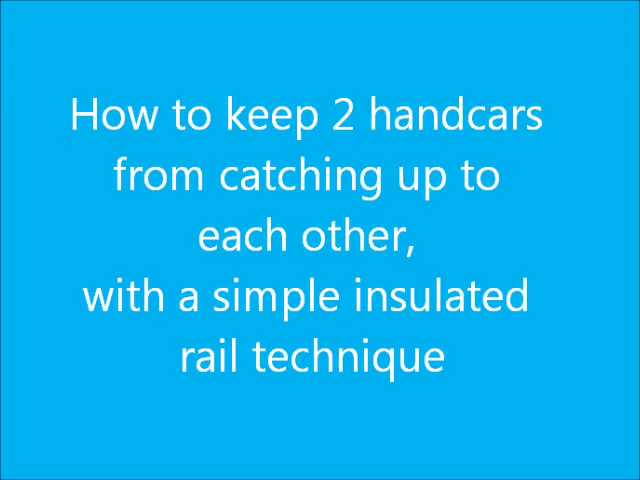 How to keep 2 handcars
from catching up to
each other,
with a simple insulated
rail technique